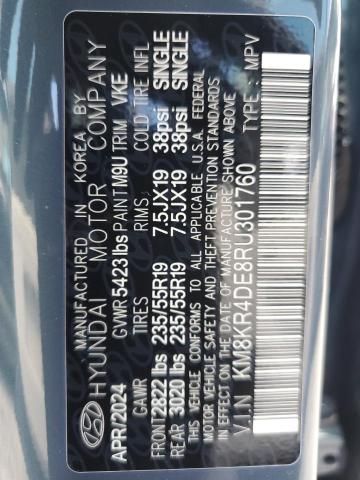 MANUFACTURED IN KOREA BY
HYUNDAI MOTOR COMPANY
APR/2024 GVWR 5423 lbs PAINT M9U TRIM VKE
GAWR TIRES RIMS: COLD TIRE INFL
FRONT 2822 lbs 235/55R19 7.5JX19 38psi SINGLE
REAR 3020 lbs 235/55R19 7.5JX19 38psi SINGLE
THIS VEHICLE CONFORMS TO ALL APPLICABLE U.S.A. FEDERAL
MOTOR VEHICLE SAFETY AND THEFT PREVENTION STANDARDS
IN EFFECT ON THE DATE OF MANUFACTURE SHOWN ABOVE
V.I.N : KM8KR4DE8RU301760 TYPE : MPV